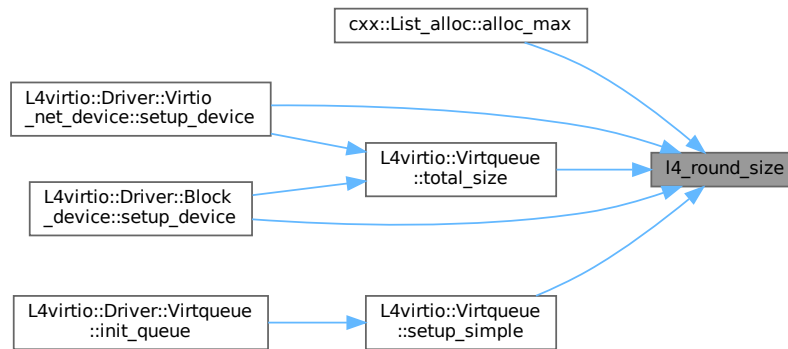 cxx::List_alloc::alloc_max
L4virtio::Driver::Virtio
_net_device::setup_device
L4virtio::Virtqueue
::total_size
l4_round_size
L4virtio::Driver::Block
_device::setup_device
L4virtio::Driver::Virtqueue
::init_queue
L4virtio::Virtqueue
::setup_simple